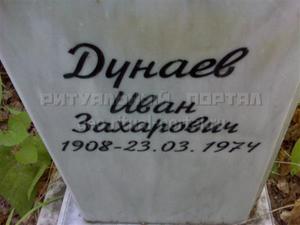 Дунаев
РИТУАЛЬНЫЙ ПОРТАЛ
Иван
Захарович
1908-23.03.1974